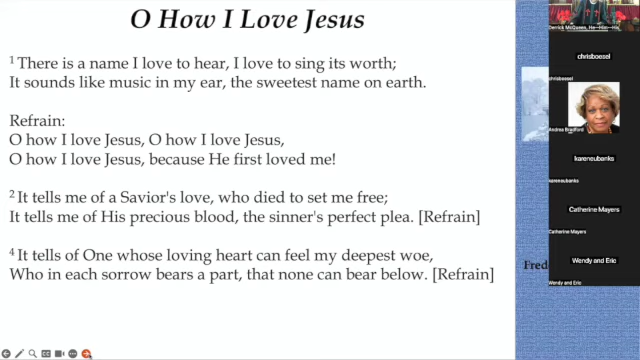 O How I Love Jesus
1 There is a name I love to hear, I love to sing its worth;
It sounds like music in my ear, the sweetest name on earth.
Refrain:
O how I love Jesus, O how I love Jesus,
O how I love Jesus, because He first loved me!
2 It tells me of a Savior's love, who died to set me free;
It tells me of His precious blood, the sinner's perfect plea. [Refrain]
4 It tells of One whose loving heart can feel my deepest woe,
Who in each sorrow bears a part, that none can bear below. [Refrain]
Fred
Derrick McQueen, He—Him—His
chrisboesel
chrisboesel
Andrea Bradford
kareneubanks
kareneubanks
Catherine Mayers
Catherine Mayers
Wendy and Eric
Wendy and Eric